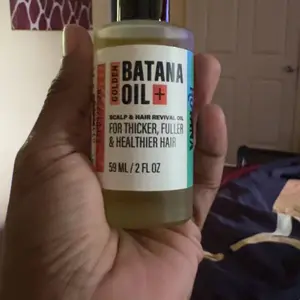 GOLDEN
BATANA
OIL+
SCALP & HAIR REVIVAL OIL
FOR THICKER, FULLER
& HEALTHIER HAIR
59 ML / 2 FL OZ